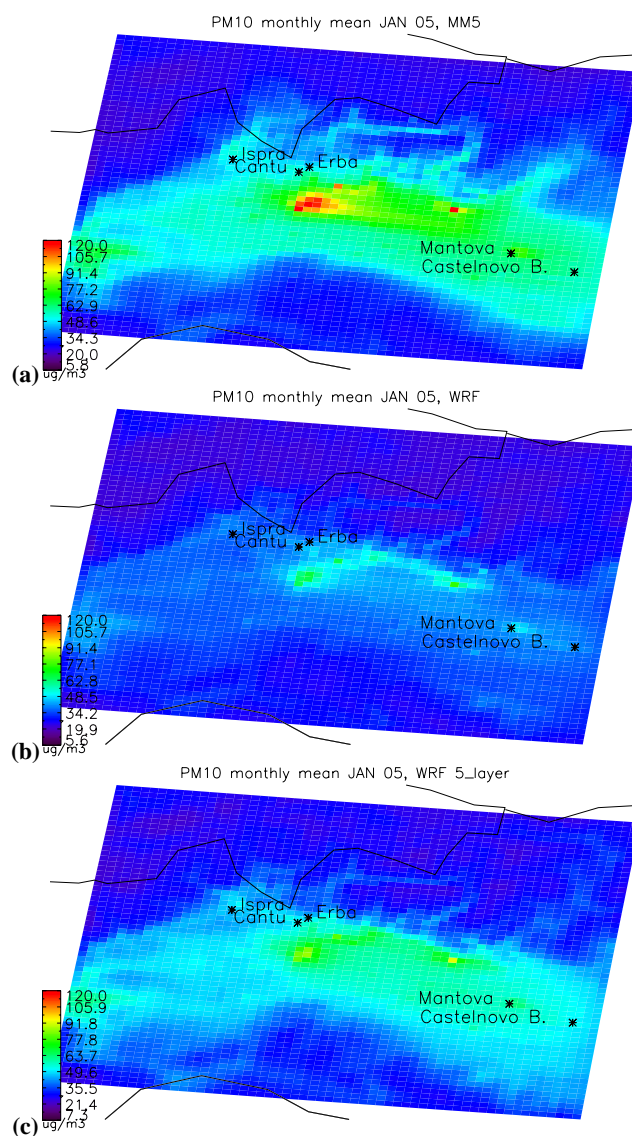 PM10 monthly mean JAN 05, MM5
Ispra
Cantu
Erba
Mantova
Castelnovo B.
120.0
105.7
91.4
77.2
62.9
48.6
34.3
20.0
5.8
ug/m3
(a)
PM10 monthly mean JAN 05, WRF
Ispra
Cantu
Erba
Mantova
Castelnovo B.
120.0
105.7
91.4
77.1
62.8
48.5
34.2
19.9
5.6
ug/m3
(b)
PM10 monthly mean JAN 05, WRF 5_layer
Ispra
Cantu
Erba
Mantova
Castelnovo B.
120.0
105.9
91.8
77.8
63.7
49.6
35.5
21.4
7.3
ug/m3
(c)